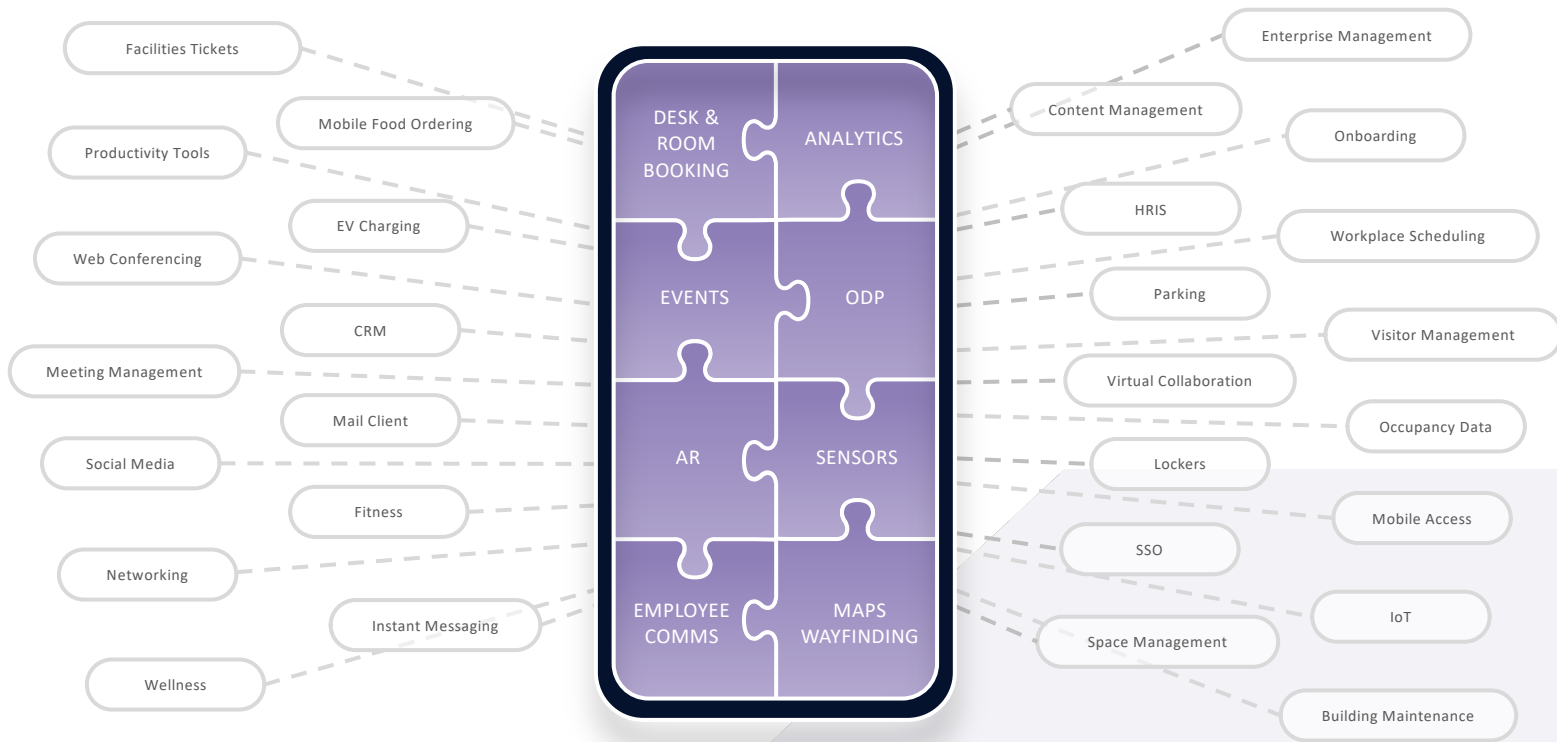 Facilities Tickets
Mobile Food Ordering
Productivity Tools
EV Charging
Web Conferencing
CRM
Meeting Management
Mail Client
Social Media
Fitness
Networking
Instant Messaging
Wellness
DESK &
ROOM
BOOKING
ANALYTICS
EVENTS
ODP
AR
SENSORS
EMPLOYEE
COMMS
MAPS
WAYFINDING
Enterprise Management
Content Management
Onboarding
HRIS
Workplace Scheduling
Parking
Visitor Management
Virtual Collaboration
Occupancy Data
Lockers
Mobile Access
SSO
IoT
Space Management
Building Maintenance